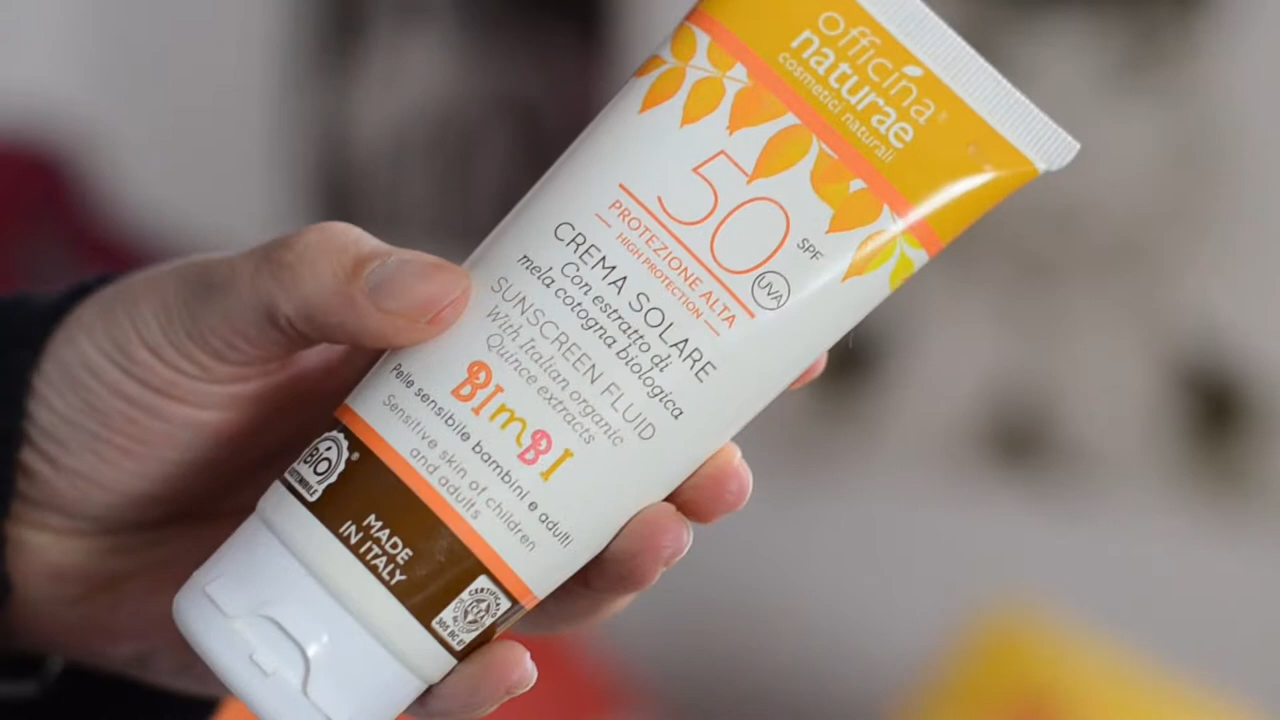 officina
naturae
cosmetici naturali
50 SPF
UVA
PROTEZIONE ALTA
HIGH PROTECTION
CREMA SOLARE
Con estratto di
mela cotogna biologica
SUNSCREEN FLUID
With Italian organic
Quince extracts
BImBI
Pelle sensibile bambini e adulti
Sensitive skin of children
and adults
BIO
MADE
IN ITALY
CERTIFICATO